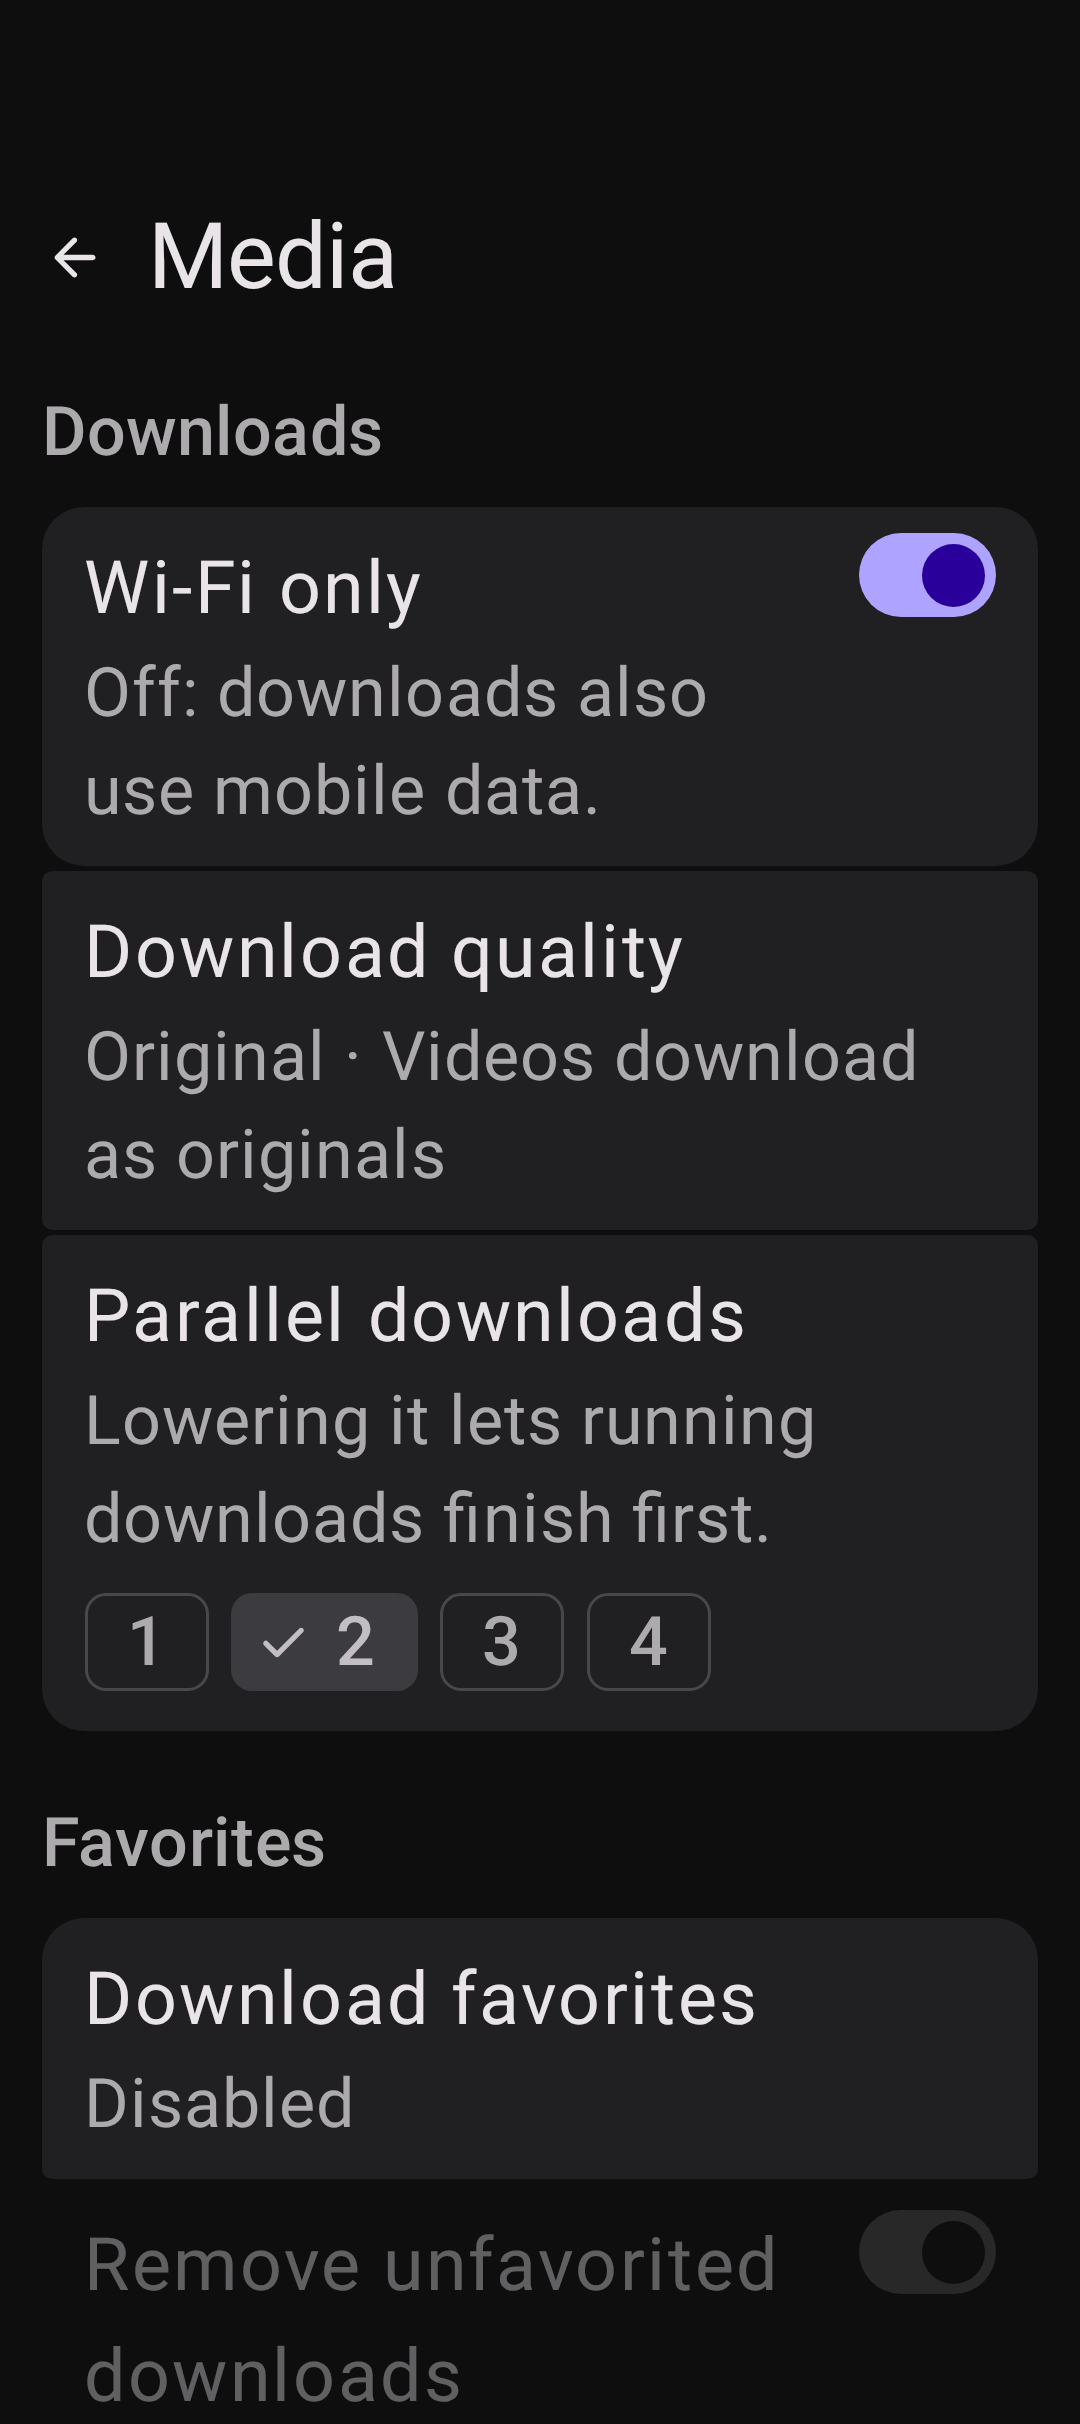 Media
Downloads
Wi-Fi only
Off: downloads also
use mobile data.
Download quality
Original · Videos download
as originals
Parallel downloads
Lowering it lets running
downloads finish first.
1 2 3 4
Favorites
Download favorites
Disabled
Remove unfavorited
downloads